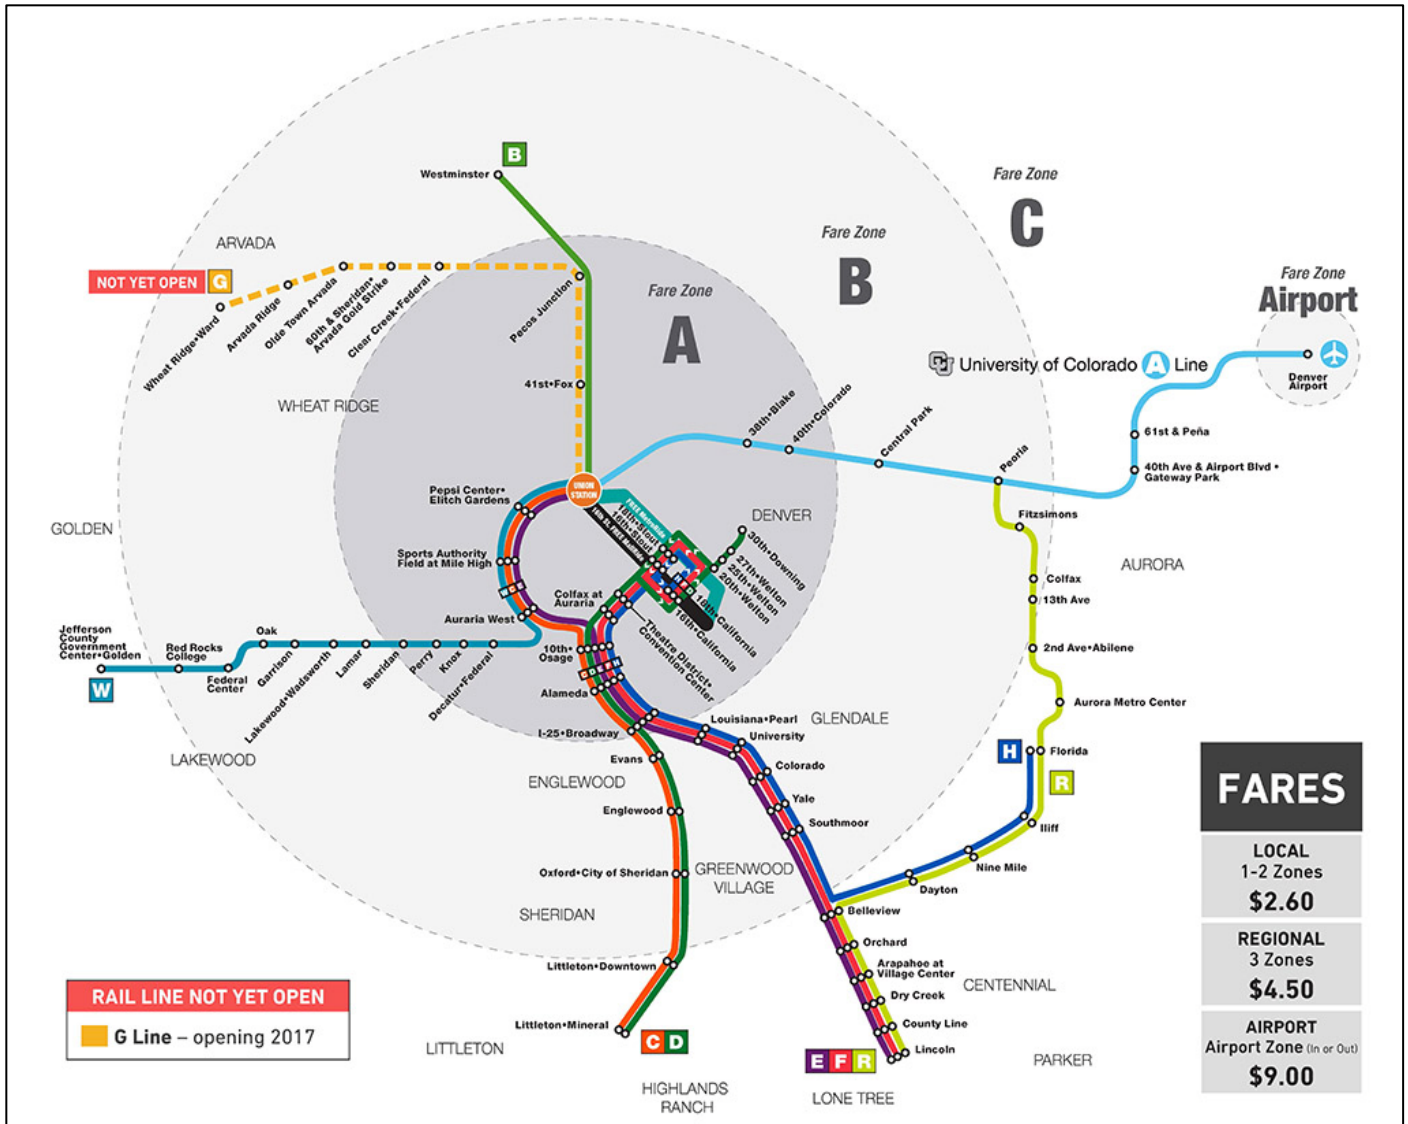 B
Westminster
Fare Zone
C
Fare Zone
B
ARVADA
NOT YET OPEN
G
Fare Zone
A
Fare Zone
Airport
Wheat Ridge•Ward
Arvada Ridge
Olde Town Arvada
60th & Sheridan•
Arvada Gold Strike
Clear Creek•Federal
Pecos Junction
University of Colorado A Line
Denver
Airport
41st•Fox
WHEAT RIDGE
38th•Blake
40th•Colorado
Central Park
Peoria
61st & Peña
40th Ave & Airport Blvd •
Gateway Park
UNION
STATION
Pepsi Center•
Elitch Gardens
FREE MetroRide
18th•Stout
16th•Stout
DENVER
30th•Downing
27th•Welton
25th•Welton
20th•Welton
18th•California
16th•California
Theatre District•
Convention Center
Fitzsimons
AURORA
Colfax
13th Ave
2nd Ave•Abilene
Aurora Metro Center
Florida
H
R
Iliff
Nine Mile
Dayton
GOLDEN
Sports Authority
Field at Mile High
Colfax at
Auraria
Auraria West
Jefferson
County
Government
Center•Golden
W
Red Rocks
College
Federal
Center
Oak
Garrison
Lakewood•Wadsworth
Lamar
Sheridan
Perry
Knox
Decatur•Federal
LAKEWOOD
10th•
Osage
Alameda
I-25•Broadway
Louisiana•Pearl
GLENDALE
University
Colorado
Yale
Southmoor
Evans
ENGLEWOOD
Englewood
Oxford•City of Sheridan
GREENWOOD
VILLAGE
SHERIDAN
Belleview
Orchard
Arapahoe at
Village Center
CENTENNIAL
Dry Creek
County Line
Lincoln
Littleton•Downtown
Littleton•Mineral
C D
LITTLETON
HIGHLANDS
RANCH
E F R
LONE TREE
PARKER
RAIL LINE NOT YET OPEN
G Line – opening 2017
FARES
LOCAL
1-2 Zones
$2.60
REGIONAL
3 Zones
$4.50
AIRPORT
Airport Zone (In or Out)
$9.00